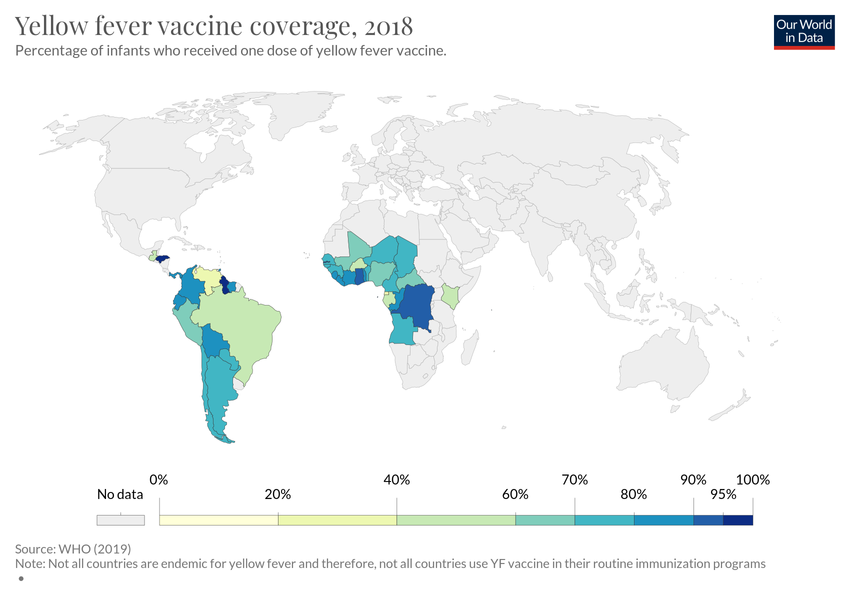 Yellow fever vaccine coverage, 2018
Percentage of infants who received one dose of yellow fever vaccine.
Our World
in Data
0% 40% 70% 90% 100%
No data 20% 60% 80% 95%
Source: WHO (2019)
Note: Not all countries are endemic for yellow fever and therefore, not all countries use YF vaccine in their routine immunization programs
•